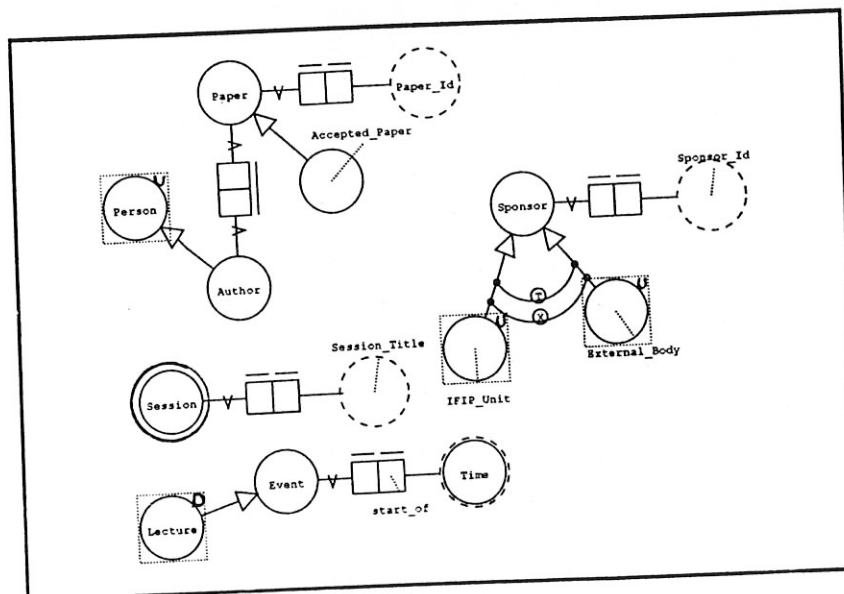 Paper
Paper_Id
Accepted_Paper
U
Person
Author
Sponsor_Id
Sponsor
T
X
U
U
External_Body
IFIP_Unit
Session_Title
Session
Event
Time
start_of
D
Lecture